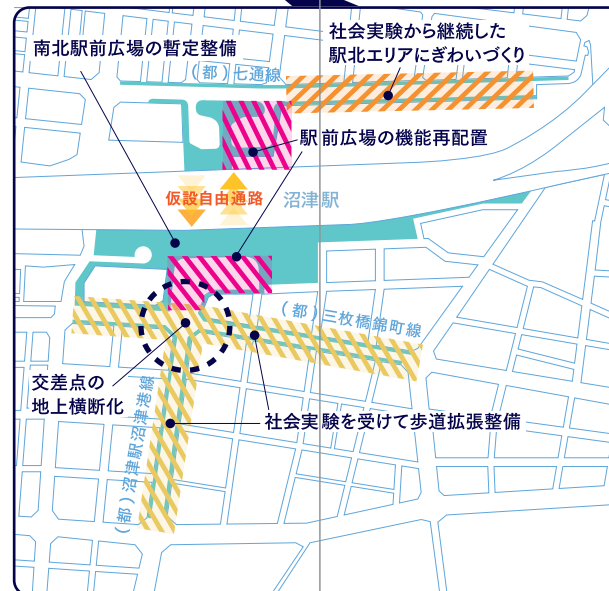 南北駅前広場の暫定整備
社会実験から継続した
駅北エリアにぎわいづくり
(都)七通線
駅前広場の機能再配置
仮設自由通路
沼津駅
(都)三枚橋錦町線
交差点の
地上横断化
社会実験を受けて歩道拡張整備
(都)沼津駅沼津港線